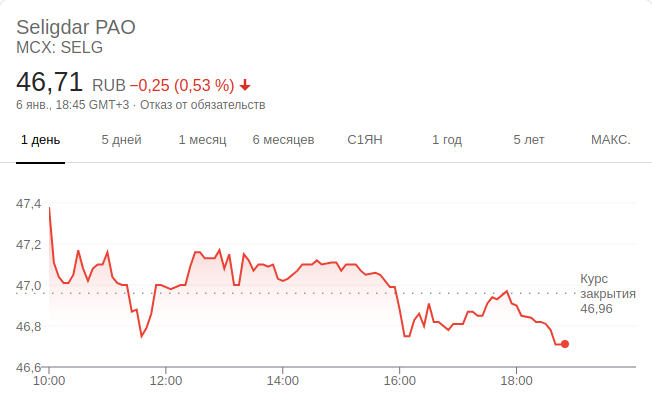 Seligdar PAO
MCX: SELG
46,71 RUB −0,25 (0,53 %)
6 янв., 18:45 GMT+3 · Отказ от обязательств
1 день 5 дней 1 месяц 6 месяцев С1ЯН 1 год 5 лет МАКС.
47,4
47,2
47,0
46,8
46,6
Курс
закрытия
46,96
10:00 12:00 14:00 16:00 18:00